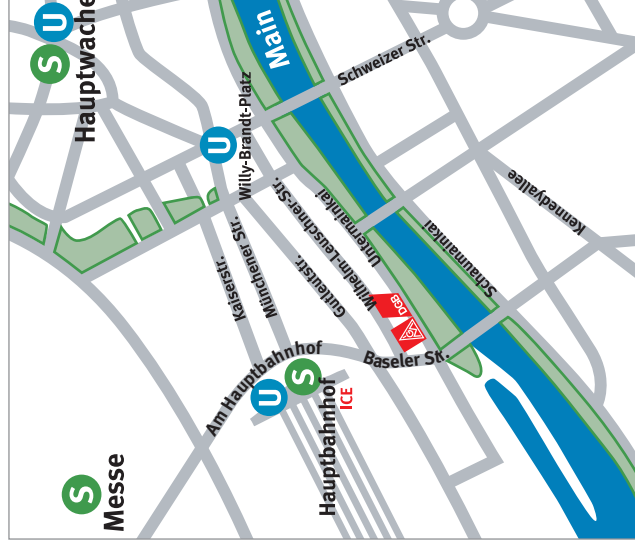 U
S
Hauptwache
Main
Schweizer Str.
U
Willy-Brandt-Platz
Kennedyallee
Untermainkai
Schaumainkai
Wilhelm-Leuschner-Str.
Gutleutstr.
Münchener Str.
Kaiserstr.
DGB
IGM
Baseler Str.
Am Hauptbahnhof
U
S
Hauptbahnhof
ICE
S
Messe